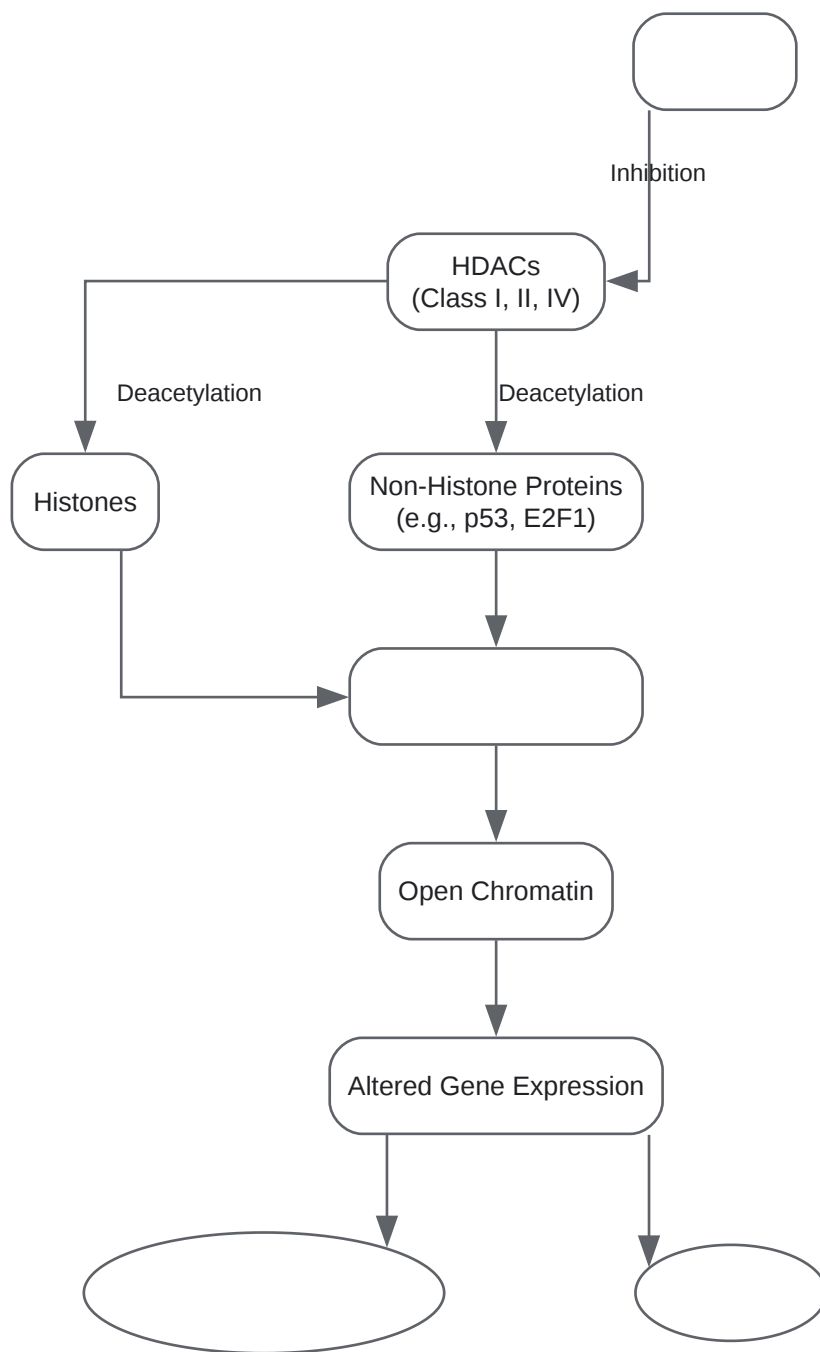 Inhibition
HDACs
(Class I, II, IV)
Deacetylation
Deacetylation
Histones
Non-Histone Proteins
(e.g., p53, E2F1)
Open Chromatin
Altered Gene Expression